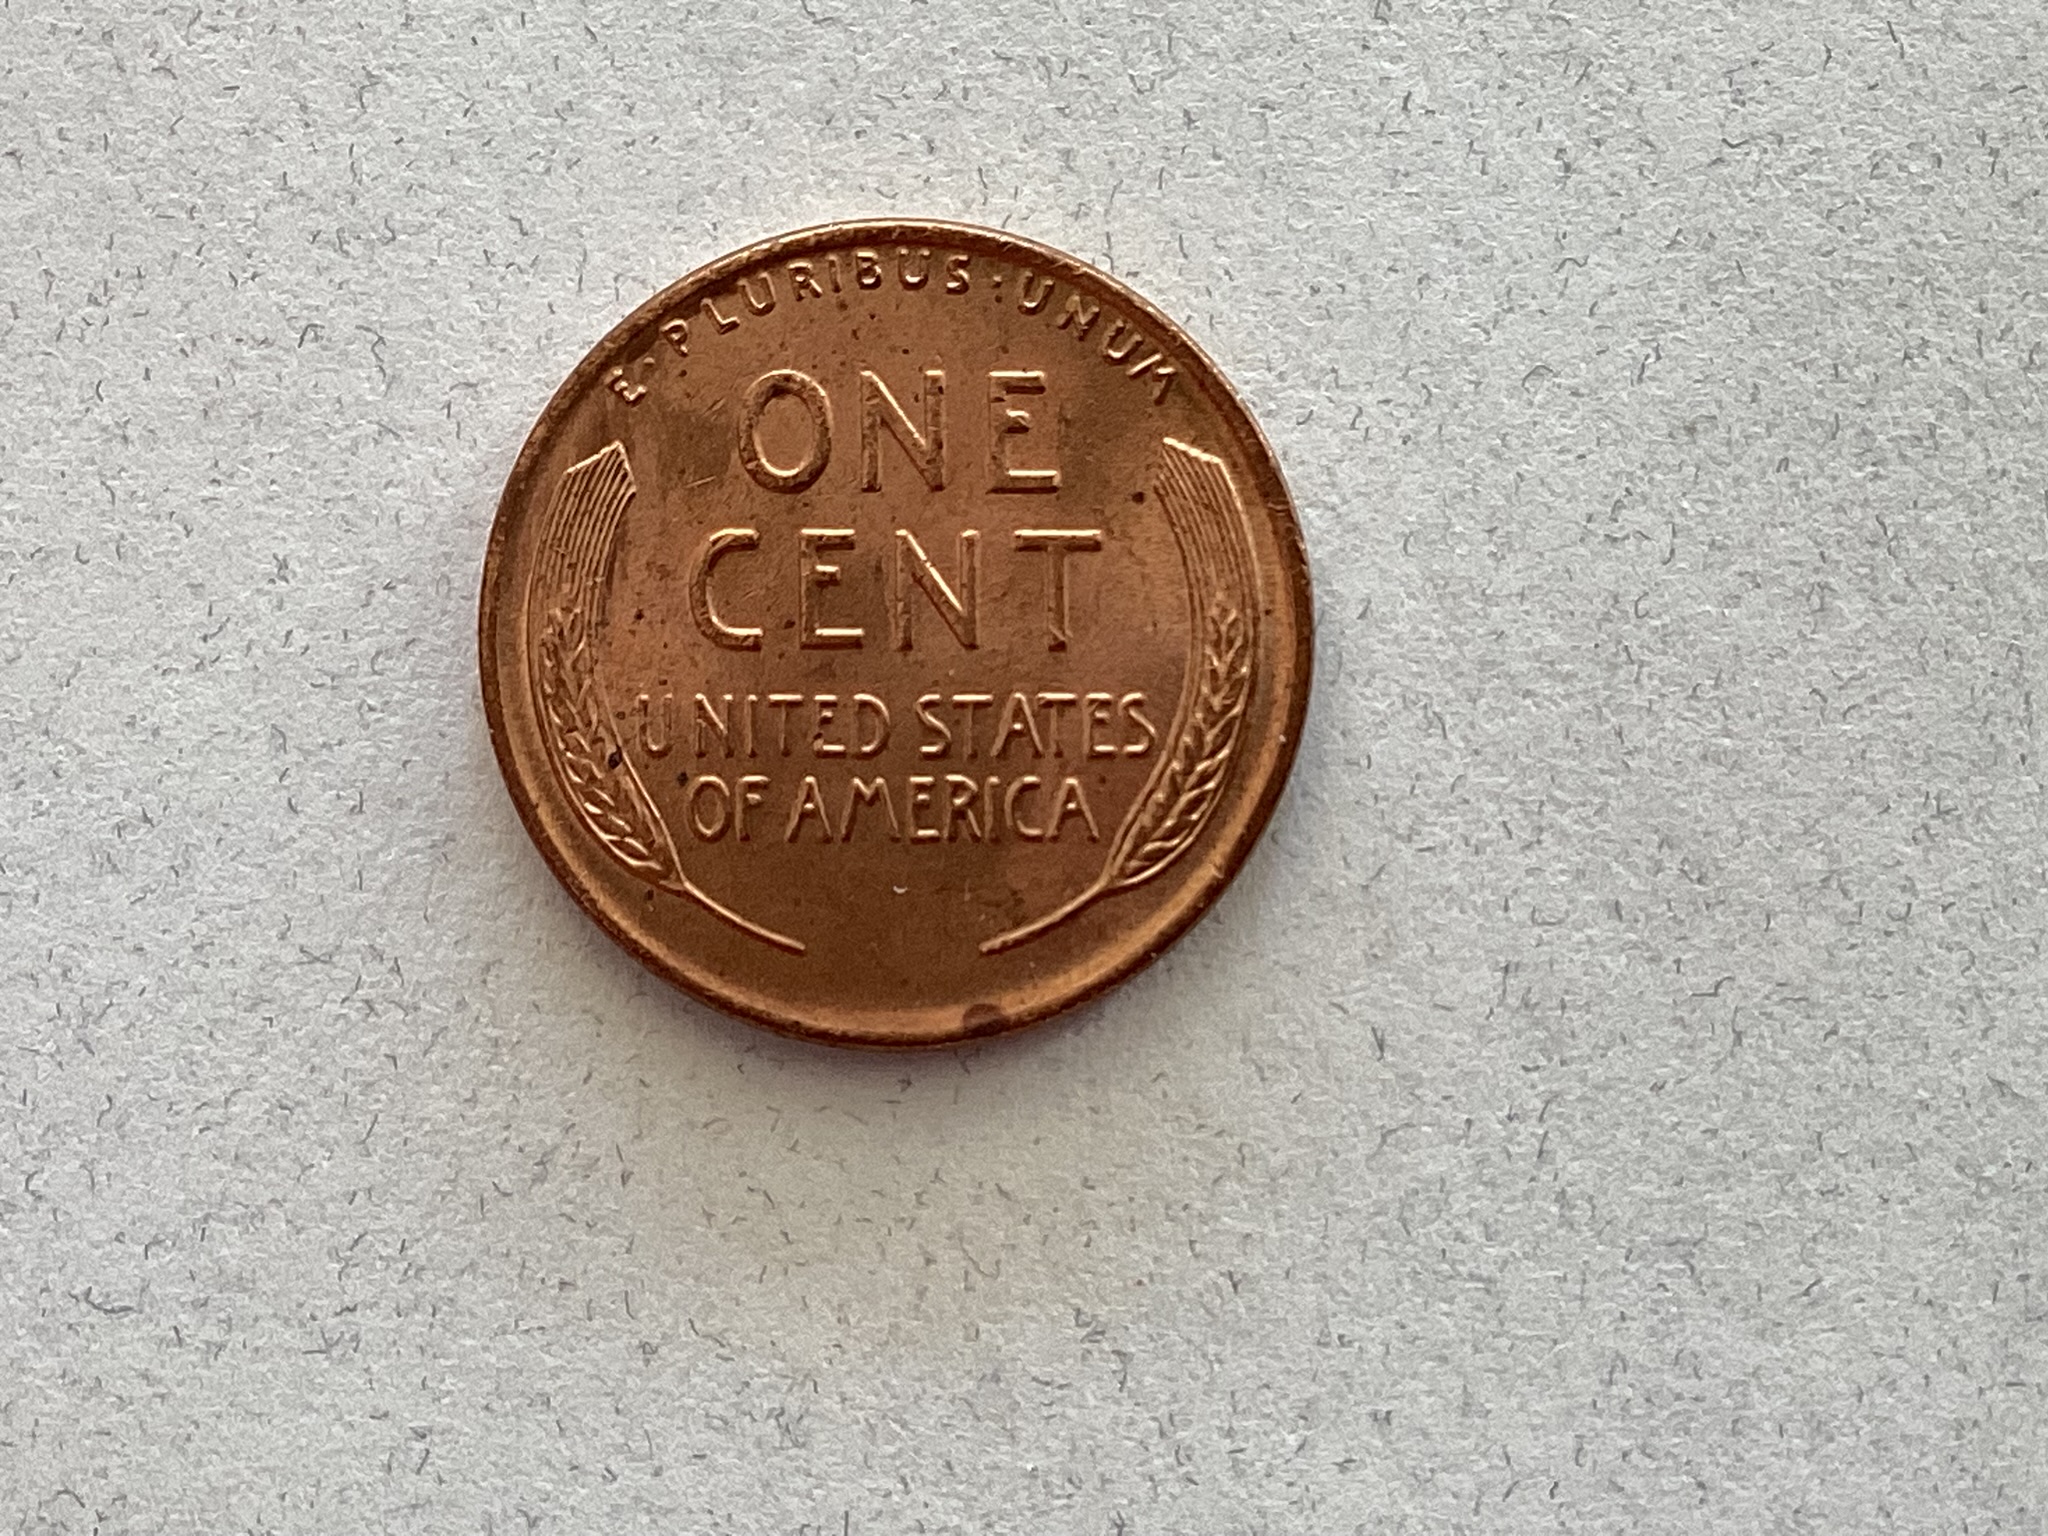 E·PLURIBUS·UNUM
ONE
CENT
UNITED STATES
OF AMERICA